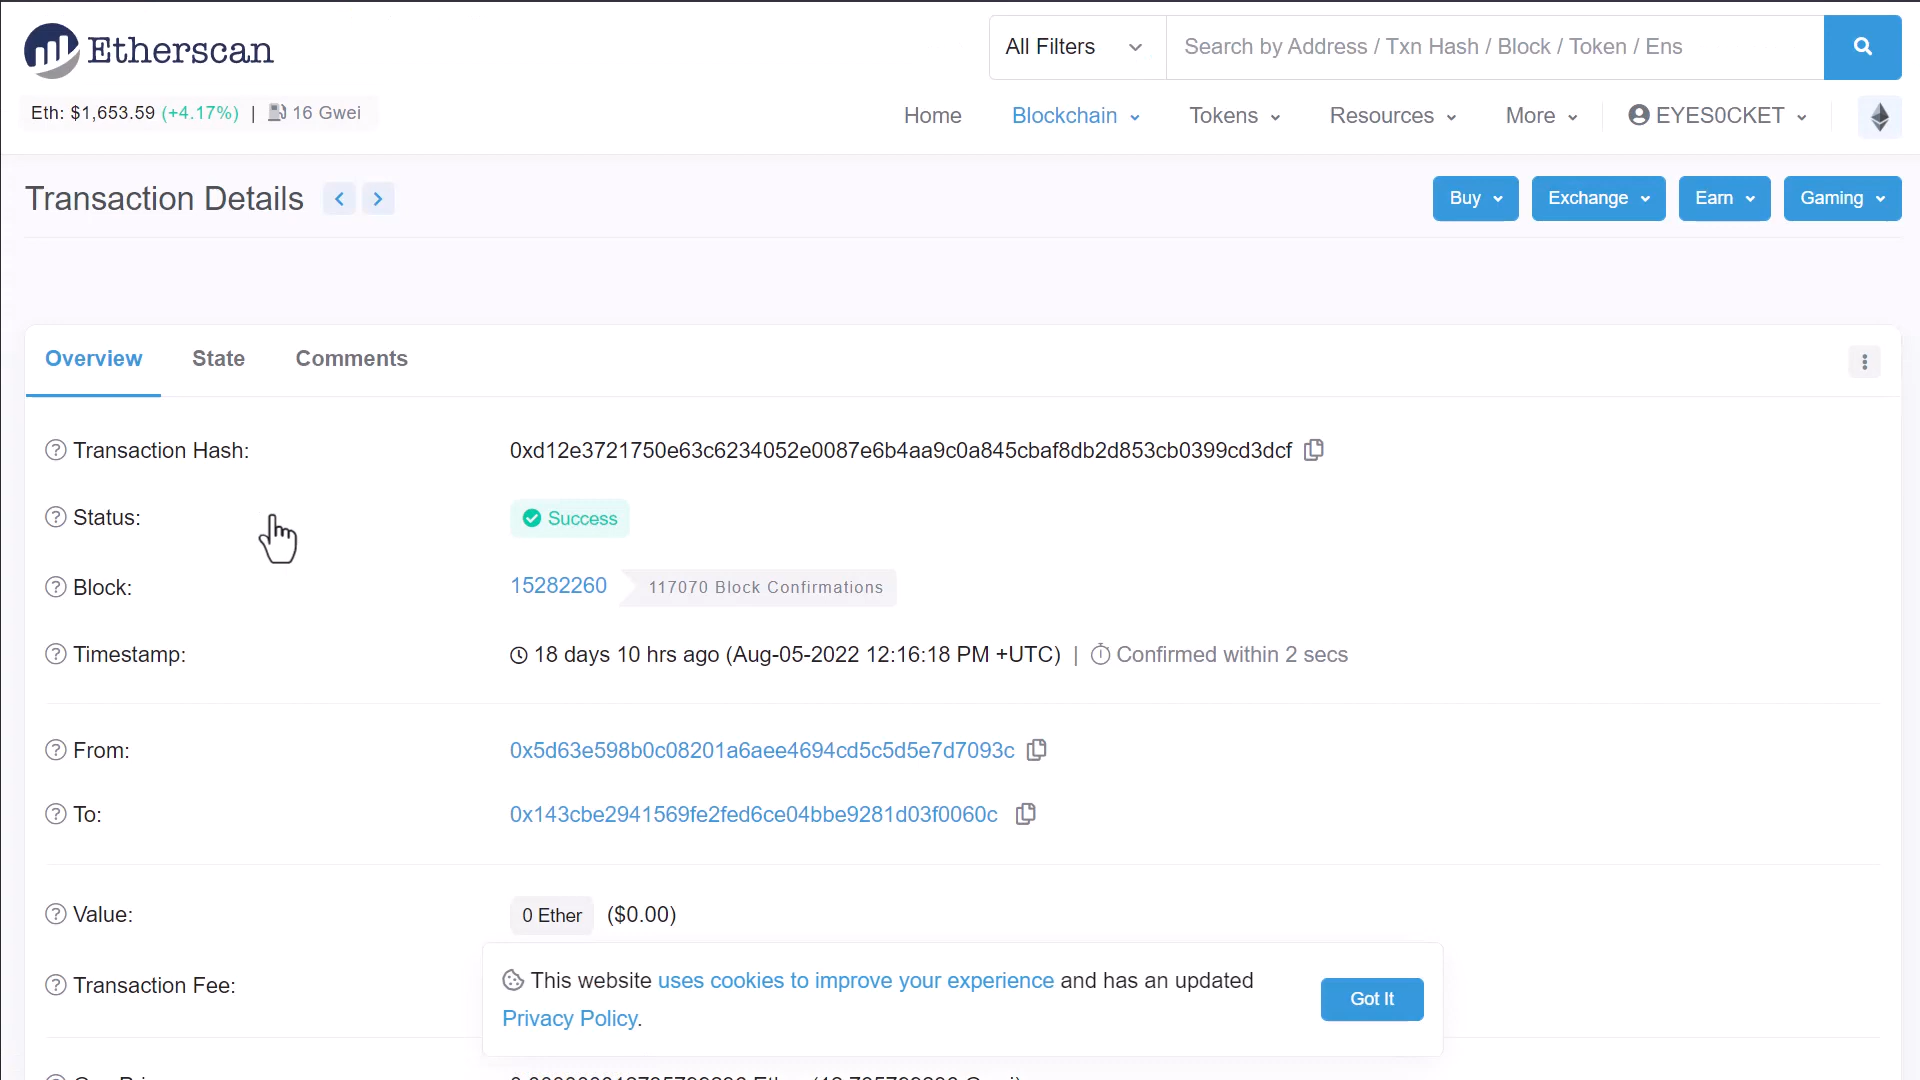 Etherscan
All Filters
Search by Address / Txn Hash / Block / Token / Ens
Eth: $1,653.59 (+4.17%) | 16 Gwei
Home Blockchain Tokens Resources More EYES0CKET
Transaction Details
Buy Exchange Earn Gaming
Overview State Comments
Transaction Hash: 0xd12e3721750e63c6234052e0087e6b4aa9c0a845cbaf8db2d853cb0399cd3dcf
Status: Success
Block: 15282260 117070 Block Confirmations
Timestamp: 18 days 10 hrs ago (Aug-05-2022 12:16:18 PM +UTC) | Confirmed within 2 secs
From: 0x5d63e598b0c08201a6aee4694cd5c5d5e7d7093c
To: 0x143cbe2941569fe2fed6ce04bbe9281d03f0060c
Value: 0 Ether ($0.00)
Transaction Fee:
This website uses cookies to improve your experience and has an updated
Privacy Policy.
Got It